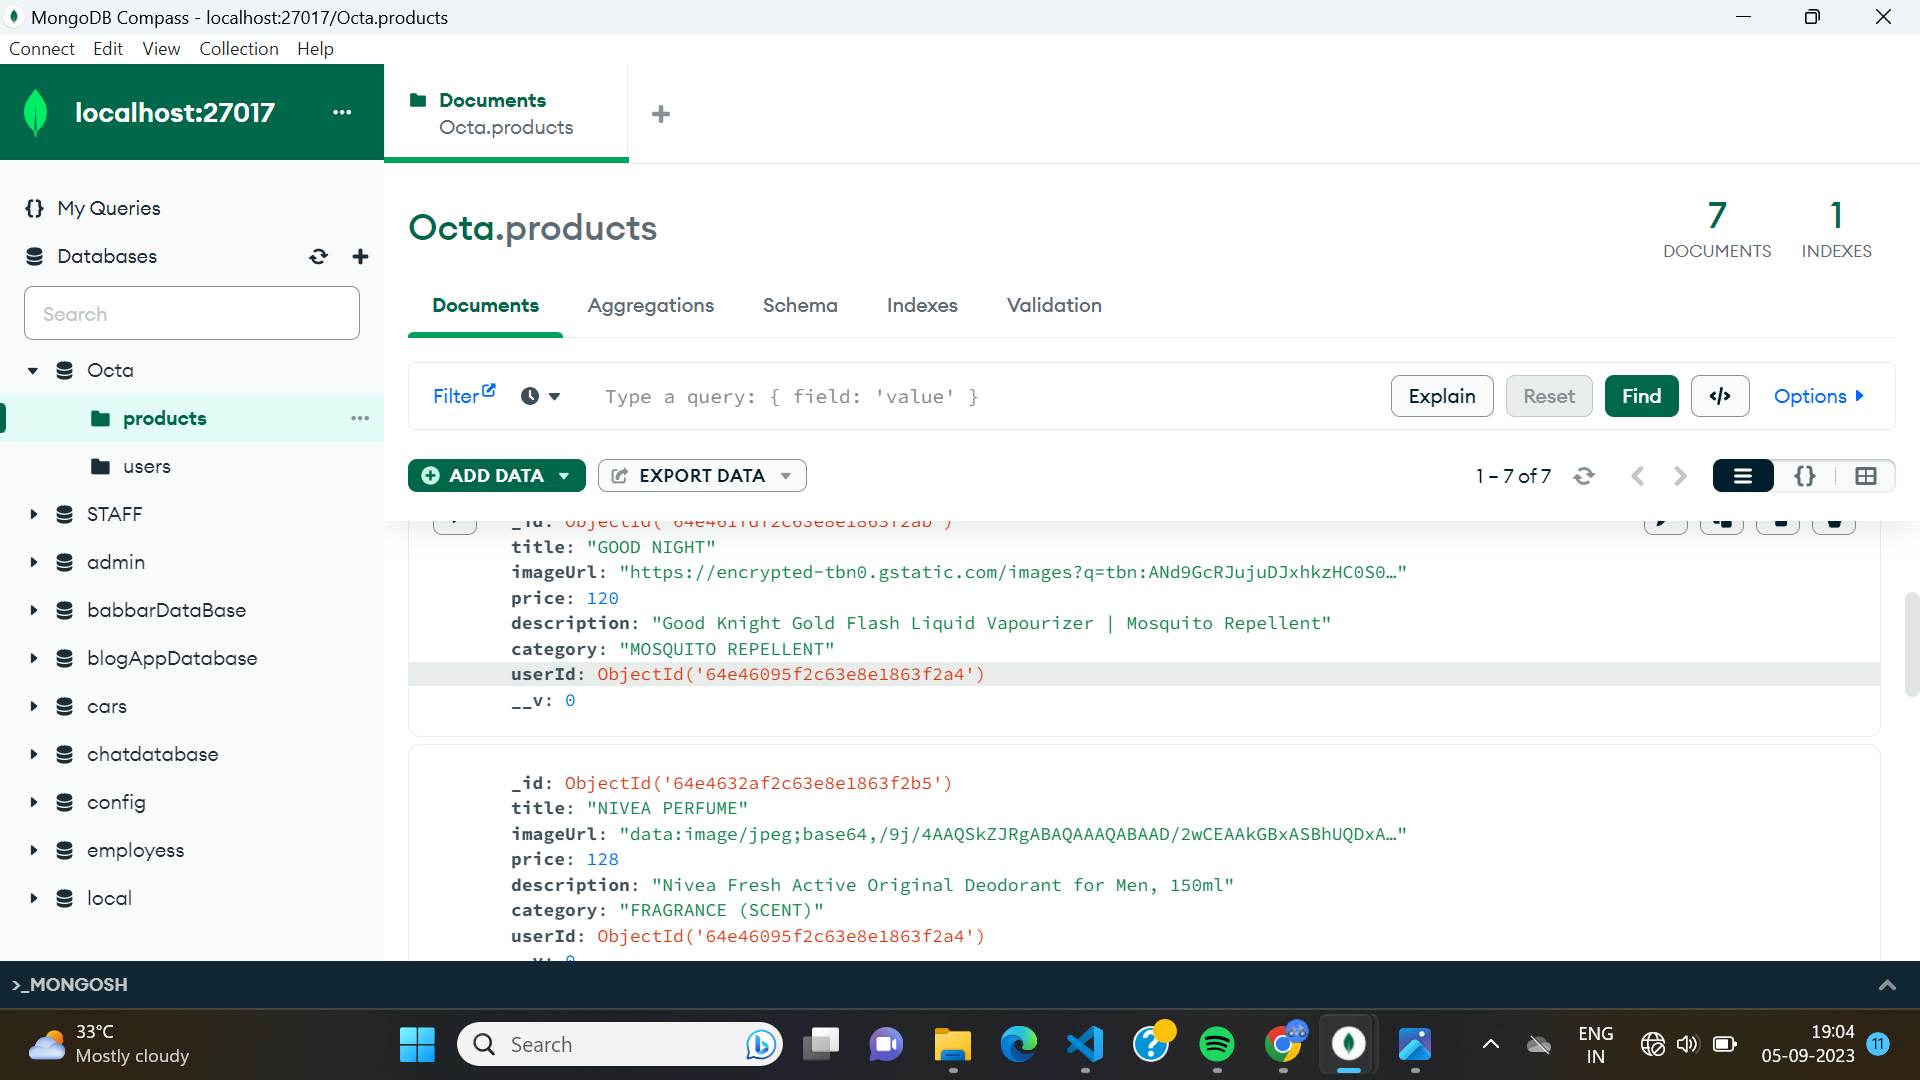 MongoDB Compass - localhost:27017/Octa.products
Connect Edit View Collection Help
localhost:27017 ...
Documents
Octa.products
My Queries
Databases
Search
Octa
products
users
STAFF
admin
babbarDataBase
blogAppDatabase
cars
chatdatabase
config
employess
local
Octa.products
7
DOCUMENTS
1
INDEXES
Documents Aggregations Schema Indexes Validation
Filter Type a query: { field: 'value' } Explain Reset Find </> Options
ADD DATA EXPORT DATA 1 – 7 of 7 {}
title: "GOOD NIGHT"
imageUrl: "https://encrypted-tbn0.gstatic.com/images?q=tbn:ANd9GcRJujuDJxhkzHC0S0…"
price: 120
description: "Good Knight Gold Flash Liquid Vapourizer | Mosquito Repellent"
category: "MOSQUITO REPELLENT"
userId: ObjectId('64e46095f2c63e8e1863f2a4')
__v: 0
_id: ObjectId('64e4632af2c63e8e1863f2b5')
title: "NIVEA PERFUME"
imageUrl: "data:image/jpeg;base64,/9j/4AAQSkZJRgABAQAAAQABAAD/2wCEAAkGBxASBhUQDxA…"
price: 128
description: "Nivea Fresh Active Original Deodorant for Men, 150ml"
category: "FRAGRANCE (SCENT)"
userId: ObjectId('64e46095f2c63e8e1863f2a4')
>_MONGOSH
33°C
Mostly cloudy
Search
ENG
IN
19:04
05-09-2023
11